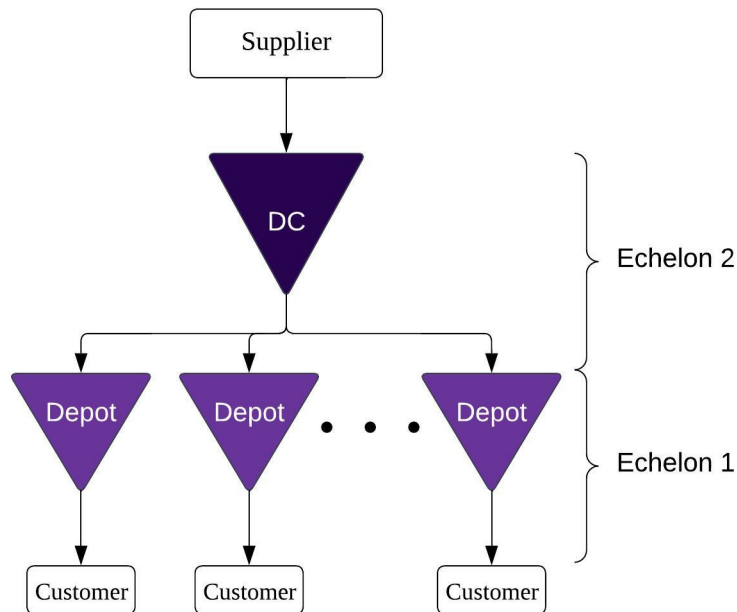 Supplier
DC
Echelon 2
Depot
Depot
Depot
Echelon 1
Customer
Customer
Customer